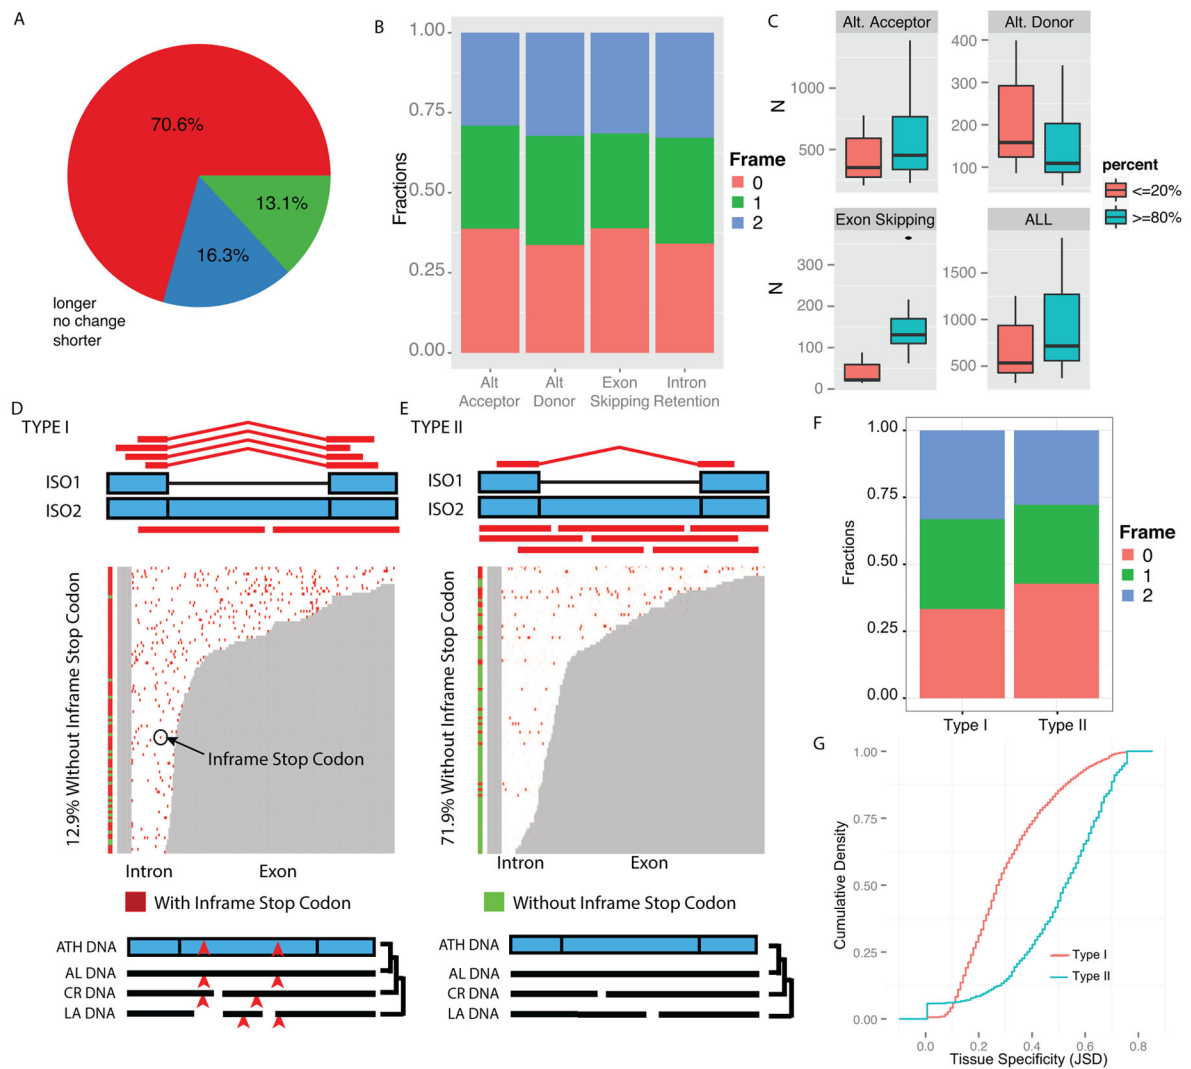 A
70.6%
13.1%
16.3%
longer
no change
shorter
B
1.00
0.75
0.50
0.25
0.00
Fractions
Alt
Acceptor
Alt
Donor
Exon
Skipping
Intron
Retention
Frame
0
1
2
C
Alt. Acceptor
Alt. Donor
N
1000
500
400
300
200
100
Exon Skipping
ALL
N
300
200
100
0
1500
1000
500
percent
<=20%
>=80%
D
TYPE I
ISO1
ISO2
12.9% Without Inframe Stop Codon
Inframe Stop Codon
Intron
Exon
With Inframe Stop Codon
ATH DNA
AL DNA
CR DNA
LA DNA
E
TYPE II
ISO1
ISO2
71.9% Without Inframe Stop Codon
Intron
Exon
Without Inframe Stop Codon
ATH DNA
AL DNA
CR DNA
LA DNA
F
1.00
0.75
0.50
0.25
0.00
Fractions
Type I
Type II
Frame
0
1
2
G
1.00
0.75
0.50
0.25
0.00
Cumulative Density
Type I
Type II
0.0
0.2
0.4
0.6
0.8
Tissue Specificity (JSD)